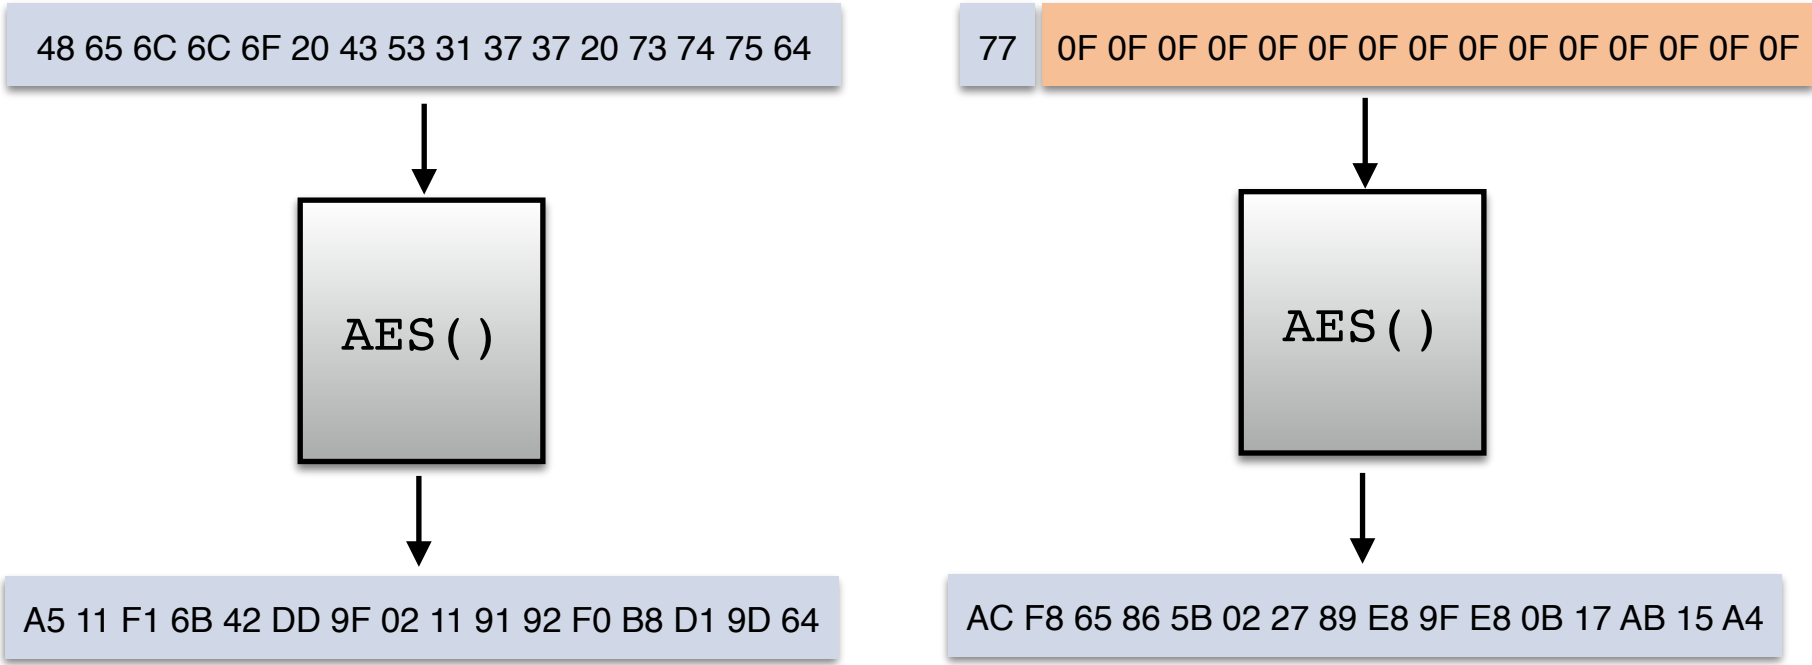 48 65 6C 6C 6F 20 43 53 31 37 37 20 73 74 75 64
77 0F 0F 0F 0F 0F 0F 0F 0F 0F 0F 0F 0F 0F 0F 0F
AES()
AES()
A5 11 F1 6B 42 DD 9F 02 11 91 92 F0 B8 D1 9D 64
AC F8 65 86 5B 02 27 89 E8 9F E8 0B 17 AB 15 A4